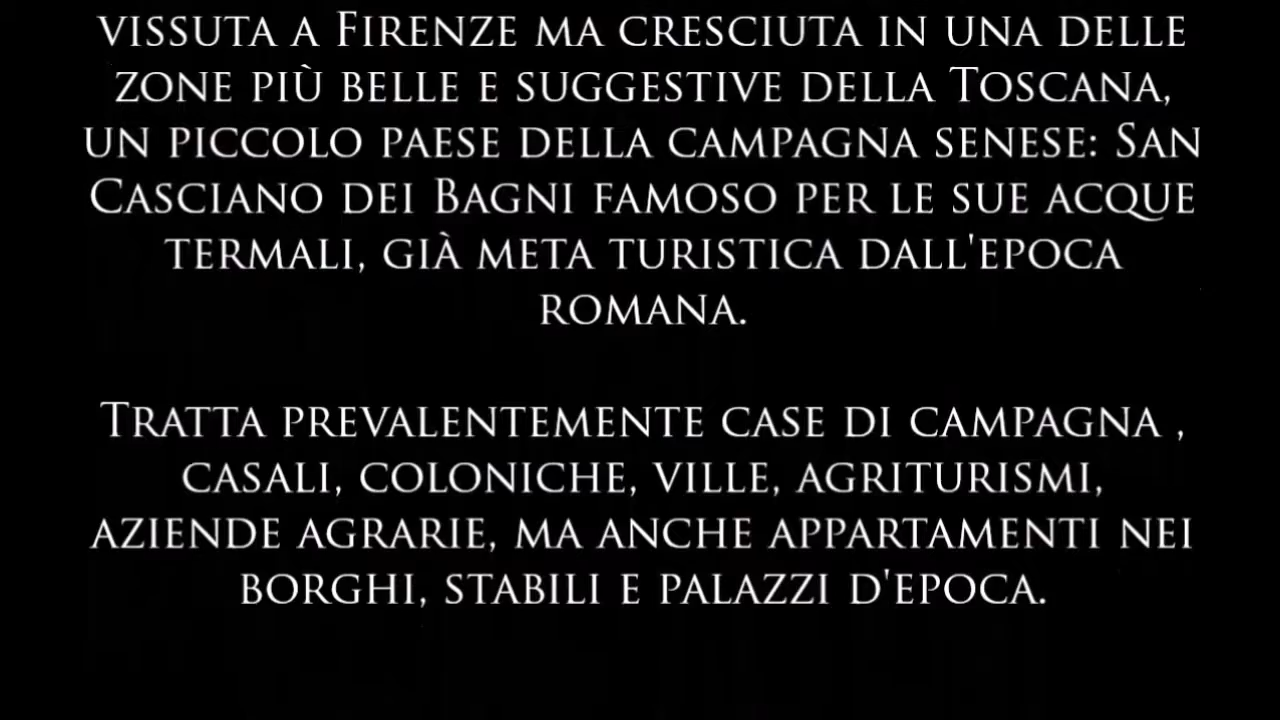 vissuta a Firenze ma cresciuta in una delle
zone più belle e suggestive della Toscana,
un piccolo paese della campagna senese: San
Casciano dei Bagni famoso per le sue acque
termali, già meta turistica dall'epoca
romana.
Tratta prevalentemente case di campagna ,
casali, coloniche, ville, agriturismi,
aziende agrarie, ma anche appartamenti nei
borghi, stabili e palazzi d'epoca.